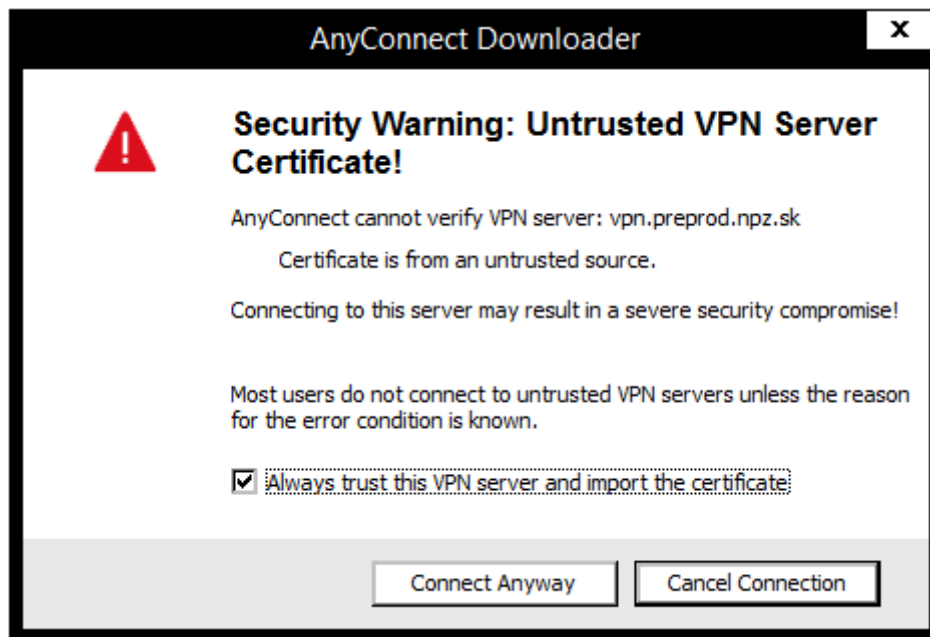 AnyConnect Downloader
x
Security Warning: Untrusted VPN Server
Certificate!
AnyConnect cannot verify VPN server: vpn.preprod.npz.sk
Certificate is from an untrusted source.
Connecting to this server may result in a severe security compromise!
Most users do not connect to untrusted VPN servers unless the reason
for the error condition is known.
Always trust this VPN server and import the certificate
Connect Anyway
Cancel Connection